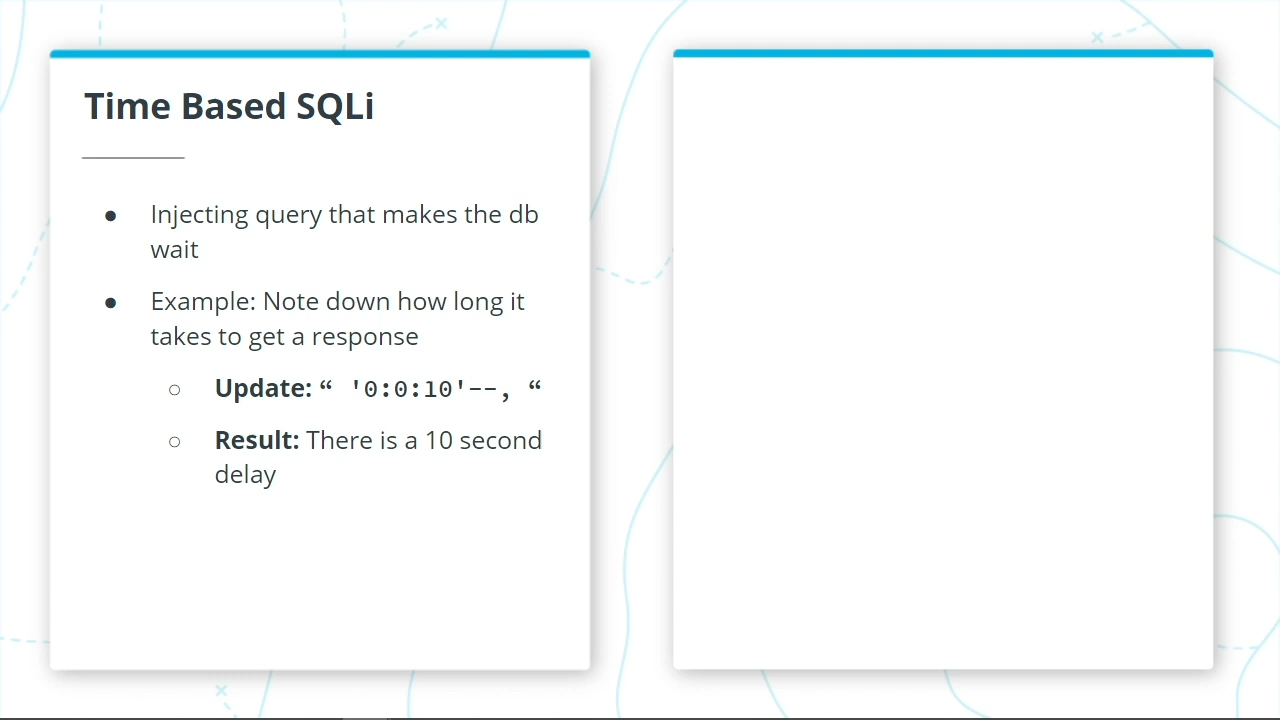 Time Based SQLi
● Injecting query that makes the db
wait
● Example: Note down how long it
takes to get a response
○ Update: “ '0:0:10'--, “
○ Result: There is a 10 second
delay